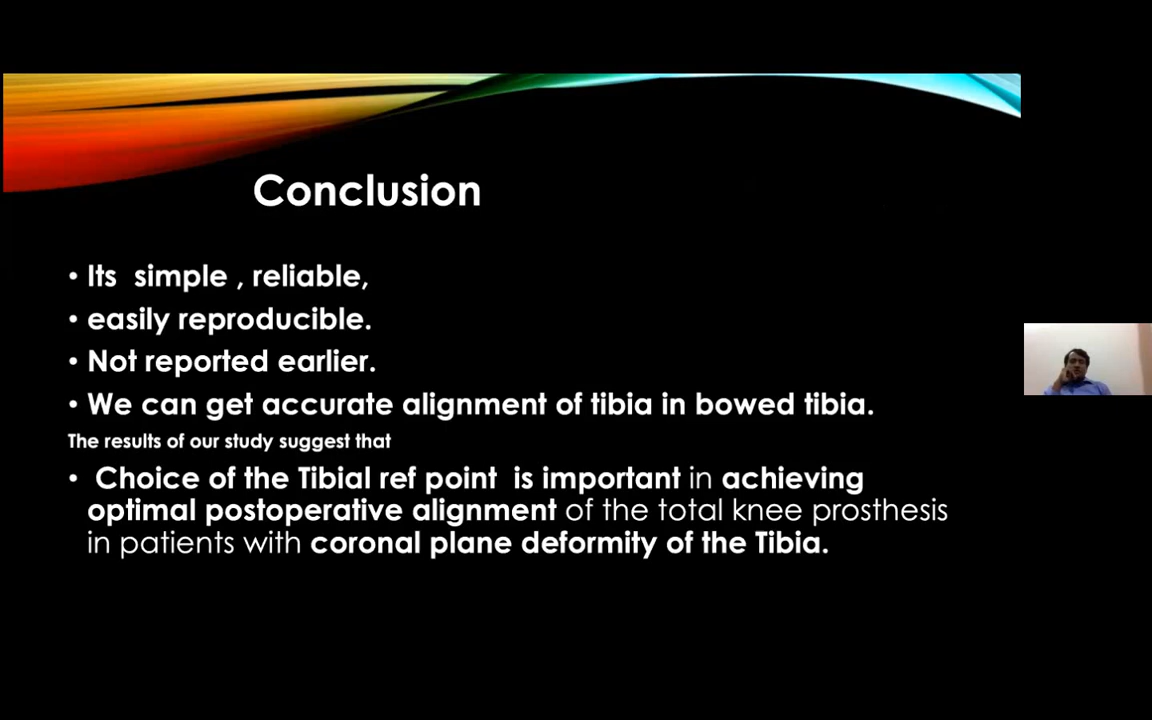 Conclusion
• Its simple , reliable,
• easily reproducible.
• Not reported earlier.
• We can get accurate alignment of tibia in bowed tibia.
The results of our study suggest that
• Choice of the Tibial ref point is important in achieving
optimal postoperative alignment of the total knee prosthesis
in patients with coronal plane deformity of the Tibia.